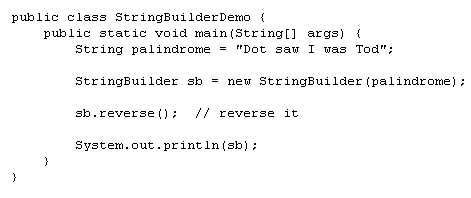 public class StringBuilderDemo {
    public static void main(String[] args) {
        String palindrome = "Dot saw I was Tod";
        StringBuilder sb = new StringBuilder(palindrome);
        sb.reverse();  // reverse it
        System.out.println(sb);
    }
}